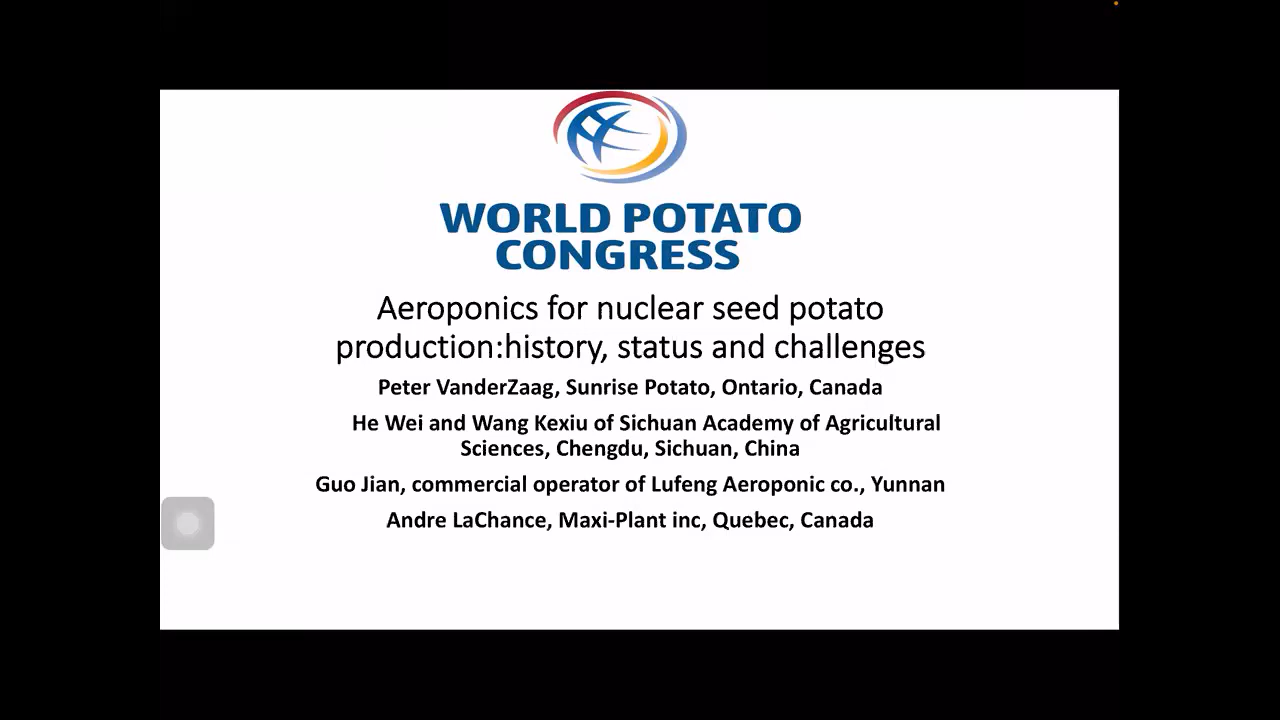 WORLD POTATO
CONGRESS
Aeroponics for nuclear seed potato
production:history, status and challenges
Peter VanderZaag, Sunrise Potato, Ontario, Canada
He Wei and Wang Kexiu of Sichuan Academy of Agricultural
Sciences, Chengdu, Sichuan, China
Guo Jian, commercial operator of Lufeng Aeroponic co., Yunnan
Andre LaChance, Maxi-Plant inc, Quebec, Canada